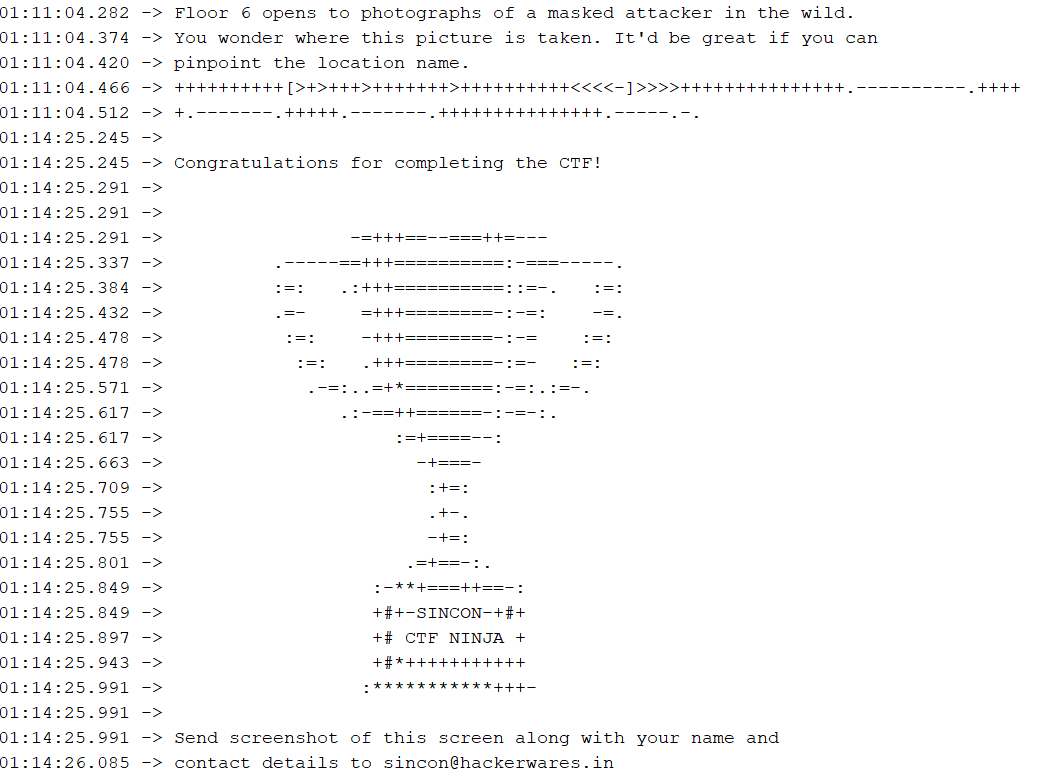 01:11:04.282 -> Floor 6 opens to photographs of a masked attacker in the wild.
01:11:04.374 -> You wonder where this picture is taken. It'd be great if you can
01:11:04.420 -> pinpoint the location name.
01:11:04.466 -> ++++++++++[>+>+++>+++++++>++++++++++<<<<-]>>>>+++++++++++++++.----------.++++
01:11:04.512 -> +.-------.+++++.-------.+++++++++++++++.-----.-.
01:14:25.245 ->
01:14:25.245 -> Congratulations for completing the CTF!
01:14:25.291 ->
01:14:25.291 ->
01:14:25.291 ->                 -=+++==--===++=---
01:14:25.337 ->          .-----==+++==========:-===-----.
01:14:25.384 ->          :=:   .:+++==========::=-.   :=:
01:14:25.432 ->          .=-     =+++========-:-=:    -=.
01:14:25.478 ->           :=:    -+++========-:-=    :=:
01:14:25.478 ->            :=:   .+++========-:=-   :=:
01:14:25.571 ->             .-=:..=+*========:-=:.:=-.
01:14:25.617 ->                .:-==++======-:-=-:.
01:14:25.617 ->                     :=+====--:
01:14:25.663 ->                       -+===-
01:14:25.709 ->                        :+=:
01:14:25.755 ->                        .+-.
01:14:25.755 ->                        -+=:
01:14:25.801 ->                      .=+==-:.
01:14:25.849 ->                   :-**+===++==-:
01:14:25.849 ->                   +#+-SINCON-+#+
01:14:25.897 ->                   +# CTF NINJA +
01:14:25.943 ->                   +#*+++++++++++
01:14:25.991 ->                  :***********+++-
01:14:25.991 ->
01:14:25.991 -> Send screenshot of this screen along with your name and
01:14:26.085 -> contact details to sincon@hackerwares.in